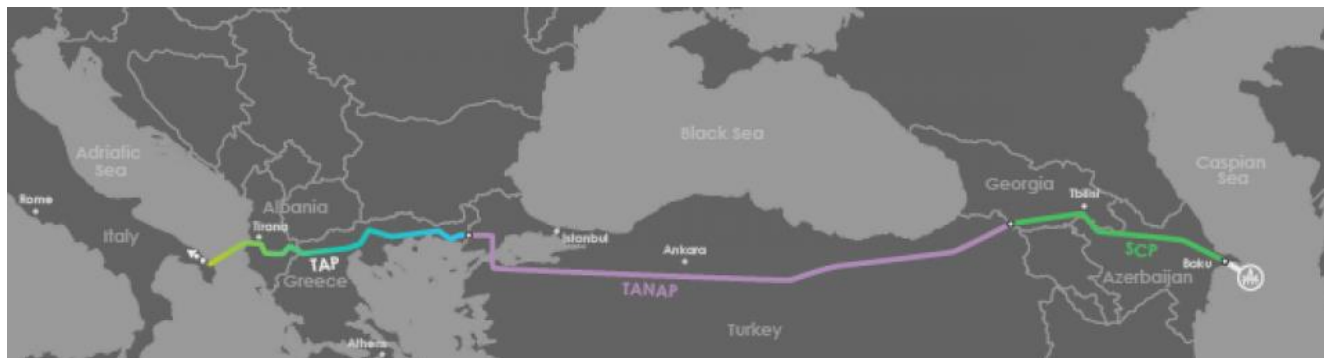 Adriatic
Sea
Rome
Italy
Albania
Tirana
TAP
Greece
Athens
Black Sea
Istanbul
Ankara
TANAP
Turkey
Georgia
Tbilisi
SCP
Azerbaijan
Baku
Caspian
Sea